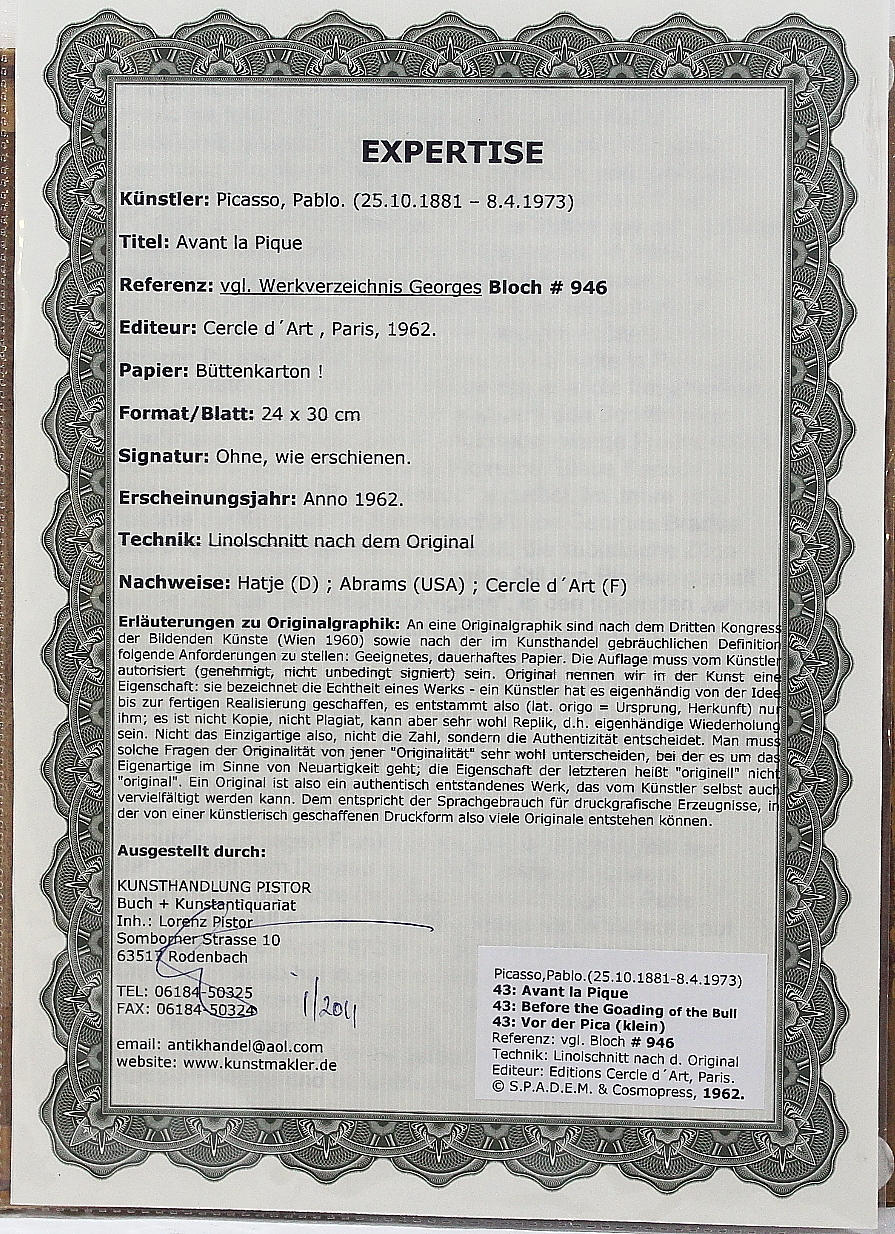 EXPERTISE
Künstler: Picasso, Pablo. (25.10.1881 – 8.4.1973)
Titel: Avant la Pique
Referenz: vgl. Werkverzeichnis Georges Bloch # 946
Editeur: Cercle d´Art , Paris, 1962.
Papier: Büttenkarton !
Format/Blatt: 24 x 30 cm
Signatur: Ohne, wie erschienen.
Erscheinungsjahr: Anno 1962.
Technik: Linolschnitt nach dem Original
Nachweise: Hatje (D) ; Abrams (USA) ; Cercle d´Art (F)
Erläuterungen zu Originalgraphik: An eine Originalgraphik sind nach dem Dritten Kongress
der Bildenden Künste (Wien 1960) sowie nach der im Kunsthandel gebräuchlichen Definition
folgende Anforderungen zu stellen: Geeignetes, dauerhaftes Papier. Die Auflage muss vom Künstler
autorisiert (genehmigt, nicht unbedingt signiert) sein. Original nennen wir in der Kunst eine
Eigenschaft: sie bezeichnet die Echtheit eines Werks - ein Künstler hat es eigenhändig von der Idee
bis zur fertigen Realisierung geschaffen, es entstammt also (lat. origo = Ursprung, Herkunft) nur
ihm; es ist nicht Kopie, nicht Plagiat, kann aber sehr wohl Replik, d.h. eigenhändige Wiederholung
sein. Nicht das Einzigartige also, nicht die Zahl, sondern die Authentizität entscheidet. Man muss
solche Fragen der Originalität von jener "Originalität" sehr wohl unterscheiden, bei der es um das
Eigenartige im Sinne von Neuartigkeit geht; die Eigenschaft der letzteren heißt "originell" nicht
"original". Ein Original ist also ein authentisch entstandenes Werk, das vom Künstler selbst auch
vervielfältigt werden kann. Dem entspricht der Sprachgebrauch für druckgrafische Erzeugnisse, in
der von einer künstlerisch geschaffenen Druckform also viele Originale entstehen können.
Ausgestellt durch:
KUNSTHANDLUNG PISTOR
Buch + Kunstantiquariat
Inh.: Lorenz Pistor
Somborner Strasse 10
63517 Rodenbach
TEL: 06184-50325
FAX: 06184-50324
1/2011
email: antikhandel@aol.com
website: www.kunstmakler.de
Picasso,Pablo.(25.10.1881-8.4.1973)
43: Avant la Pique
43: Before the Goading of the Bull
43: Vor der Pica (klein)
Referenz: vgl. Bloch # 946
Technik: Linolschnitt nach d. Original
Editeur: Editions Cercle d´Art, Paris.
© S.P.A.D.E.M. & Cosmopress, 1962.